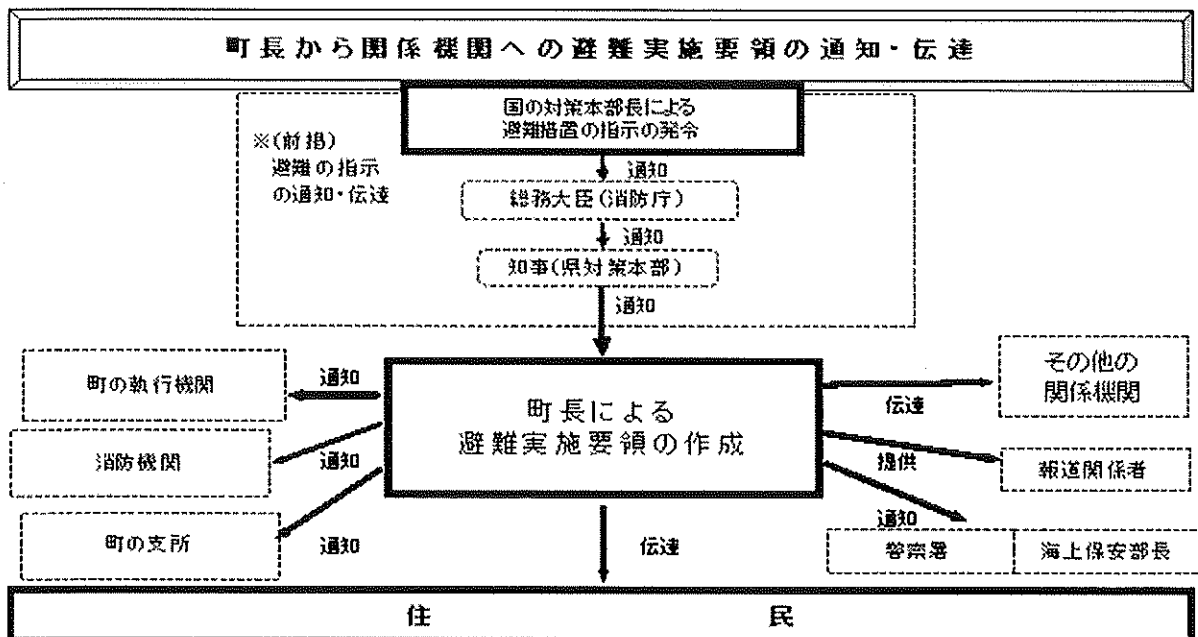 町長から関係機関への避難実施要領の通知・伝達
国の対策本部長による
避難措置の指示の発令
※(前掲)
避難の指示
の通知・伝達
通知
総務大臣(消防庁)
通知
知事(県対策本部)
通知
町の執行機関
通知
町長による
避難実施要領の作成
その他の
関係機関
伝達
消防機関
通知
提供
報道関係者
町の支所
通知
伝達
通知
警察署
海上保安部長
住民